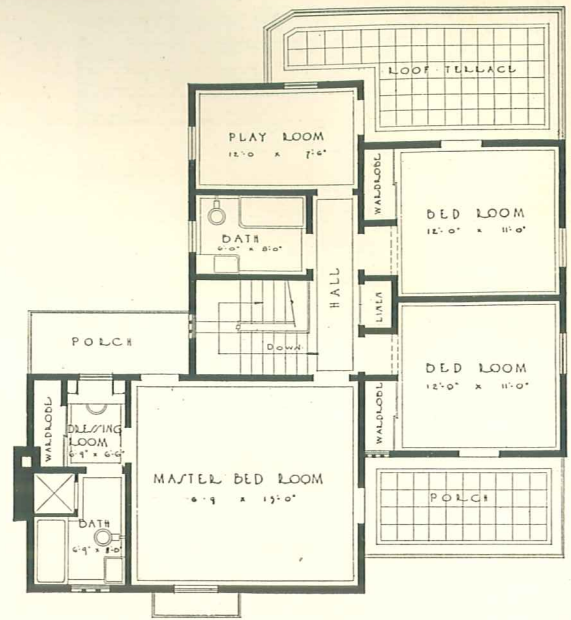 ROOF TERRACE
PLAY ROOM
12'-0 x 7'-6"
WARDROBE
BED ROOM
12'-0" x 11'-0"
BATH
6-0" x 8'-0"
HALL
LINEN
PORCH
DOWN
BED ROOM
12'-0" x 11'-0"
WARDROBE
WARDROBE
DRESSING
ROOM
6-9" x 6'-6"
MASTER BED ROOM
x
PORCH
BATH
6'-9" x 8-0"